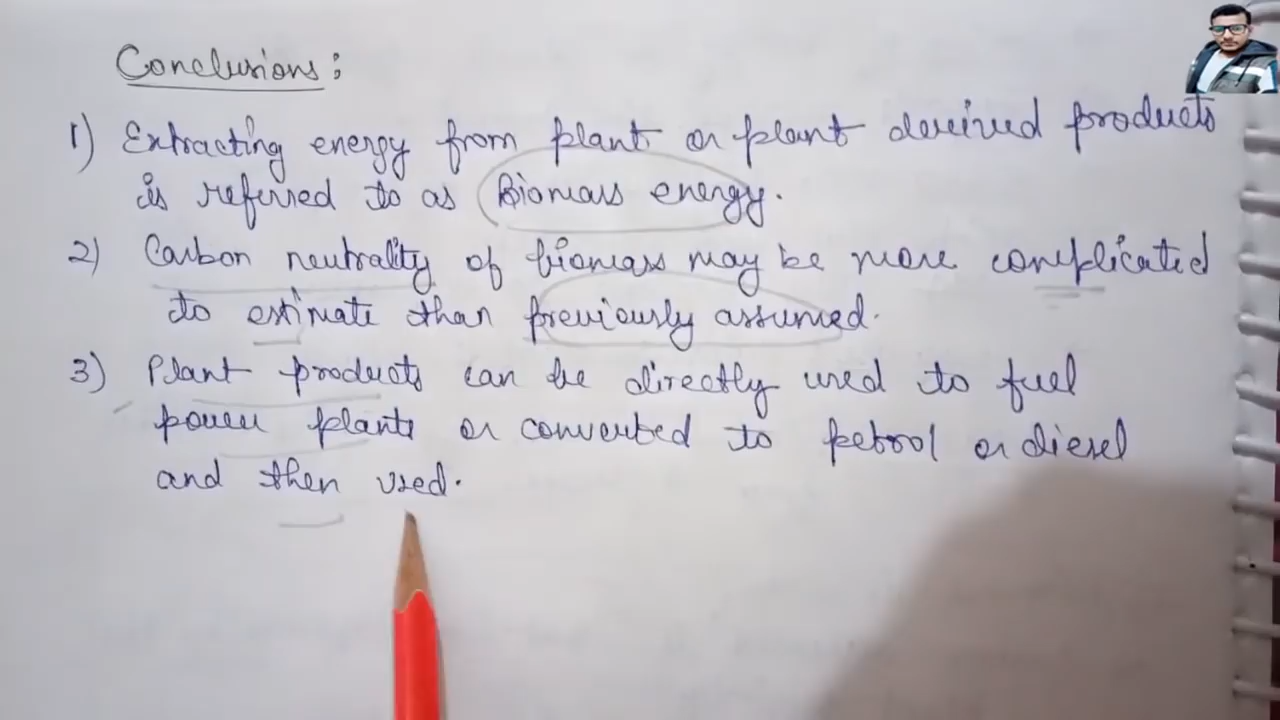 Conclusions:
1) Extracting energy from plant or plant derived products
is referred to as Biomass energy.
2) Carbon neutrality of biomass may be more complicated
to estimate than previously assumed.
3) Plant products can be directly used to fuel
power plants or converted to petrol or diesel
and then used.